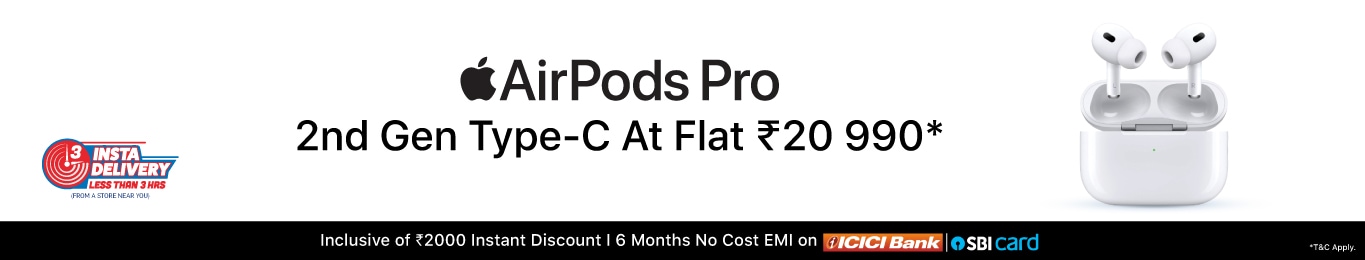 AirPods Pro
2nd Gen Type-C At Flat ₹20 990*
3 INSTA
DELIVERY
LESS THAN 3 HRS
(FROM A STORE NEAR YOU)
Inclusive of ₹2000 Instant Discount I 6 Months No Cost EMI on ICICI Bank | SBI card
*T&C Apply.